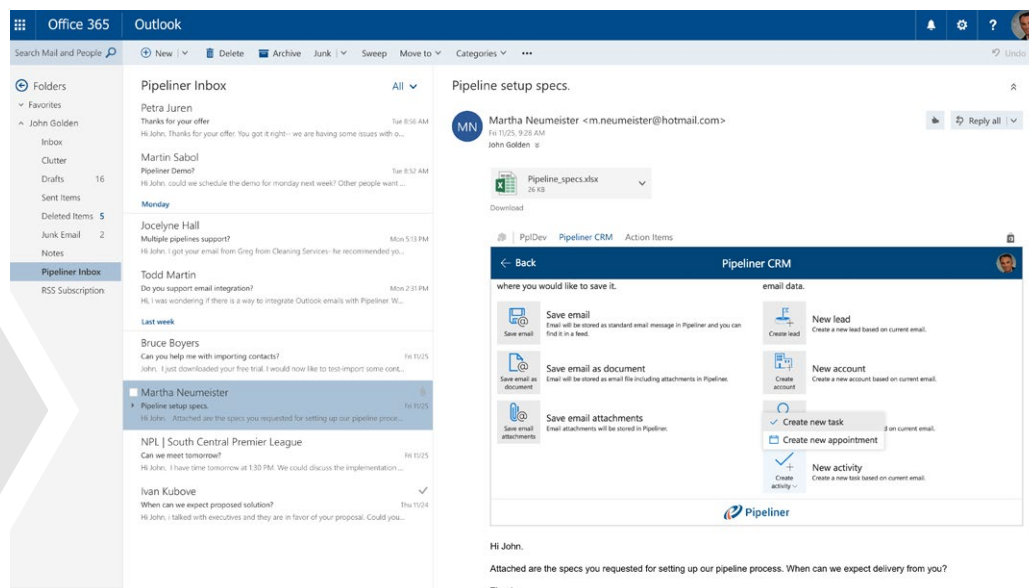 Office 365 Outlook ?
Search Mail and People
New Delete Archive Junk Sweep Move to Categories ••• Undo
Folders
Favorites
John Golden
Inbox
Clutter
Drafts 16
Sent Items
Deleted Items 5
Junk Email 2
Notes
Pipeliner Inbox
RSS Subscription
Pipeliner Inbox All
Petra Juren
Thanks for your offer Tue 8:56 AM
Hi John, Thanks for your offer. You got it right-- we are having some issues with o...
Martin Sabol
Pipeliner Demo? Tue 8:52 AM
Hi John, could we schedule the demo for monday next week? Other people want ...
Monday
Jocelyne Hall
Multiple pipelines support? Mon 5:13 PM
Hi John, I got your email from Greg from Cleaning Services- he recommended yo...
Todd Martin
Do you support email integration? Mon 2:31 PM
Hi, I was wondering if there is a way to integrate Outlook emails with Pipeliner. W...
Last week
Bruce Boyers
Can you help me with importing contacts? Fri 11/25
John, I just downloaded your free trial. I would now like to test-import some cont...
Martha Neumeister
Pipeline setup specs. Fri 11/25
Hi John. Attached are the specs you requested for setting up our pipeline proce...
NPL | South Central Premier League
Can we meet tomorrow? Fri 11/25
Hi John. I have time tomorrow at 1:30 PM. We could discuss the implementation ...
Ivan Kubove
When can we expect proposed solution? Thu 11/24
Hi John, i talked with executives and they are in favor of your proposal. Could you...
Pipeline setup specs.
MN
Martha Neumeister <m.neumeister@hotmail.com>
Fri 11/25, 9:28 AM
John Golden
Reply all
Pipeline_specs.xlsx
26 KB
Download
PplDev Pipeliner CRM Action Items
Back Pipeliner CRM
where you would like to save it.
Save email
Save email
Email will be stored as standard email message in Pipeliner and you can
find it in a feed.
Save email as
document
Save email as document
Email will be stored as email file including attachments in Pipeliner.
Save email
attachments
Save email attachments
Email attachments will be stored in Pipeliner.
email data.
Create lead
New lead
Create a new lead based on current email.
Create
account
New account
Create a new account based on current email.
Create new task
d on current email.
Create new appointment
Create
activity
New activity
Create a new task based on current email.
Pipeliner
Hi John.
Attached are the specs you requested for setting up our pipeline process. When can we expect delivery from you?